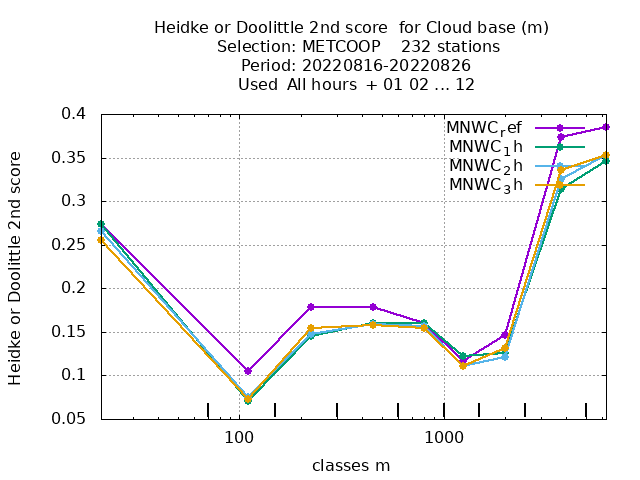 Heidke or Doolittle 2nd score  for Cloud base (m)
Selection: METCOOP    232 stations
Period: 20220816-20220826
Used  All hours  + 01 02 ... 12
Heidke or Doolittle 2nd score
0.4
0.35
0.3
0.25
0.2
0.15
0.1
0.05
MNWC_ref
MNWC_1h
MNWC_2h
MNWC_3h
100
1000
classes m